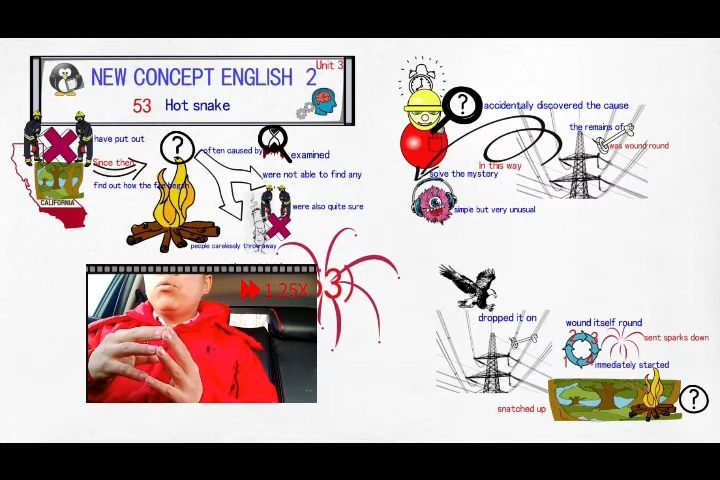 Unit 3
NEW CONCEPT ENGLISH 2
53 Hot snake
have put out
Since then
find out how the fire began
CALIFORNIA
?
often caused by
examined
were not able to find any
were also quite sure
people carelessly throw away
1.25X
?
accidentally discovered the cause
the remains of
was wound round
In this way
solve the mystery
simple but very unusual
dropped it on
wound itself round
sent sparks down
immediately started
snatched up
?